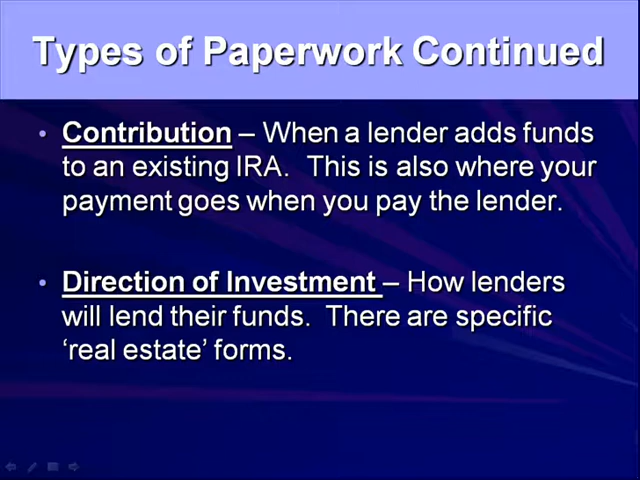 Types of Paperwork Continued
• Contribution – When a lender adds funds
to an existing IRA.  This is also where your
payment goes when you pay the lender.
• Direction of Investment – How lenders
will lend their funds.  There are specific
‘real estate’ forms.